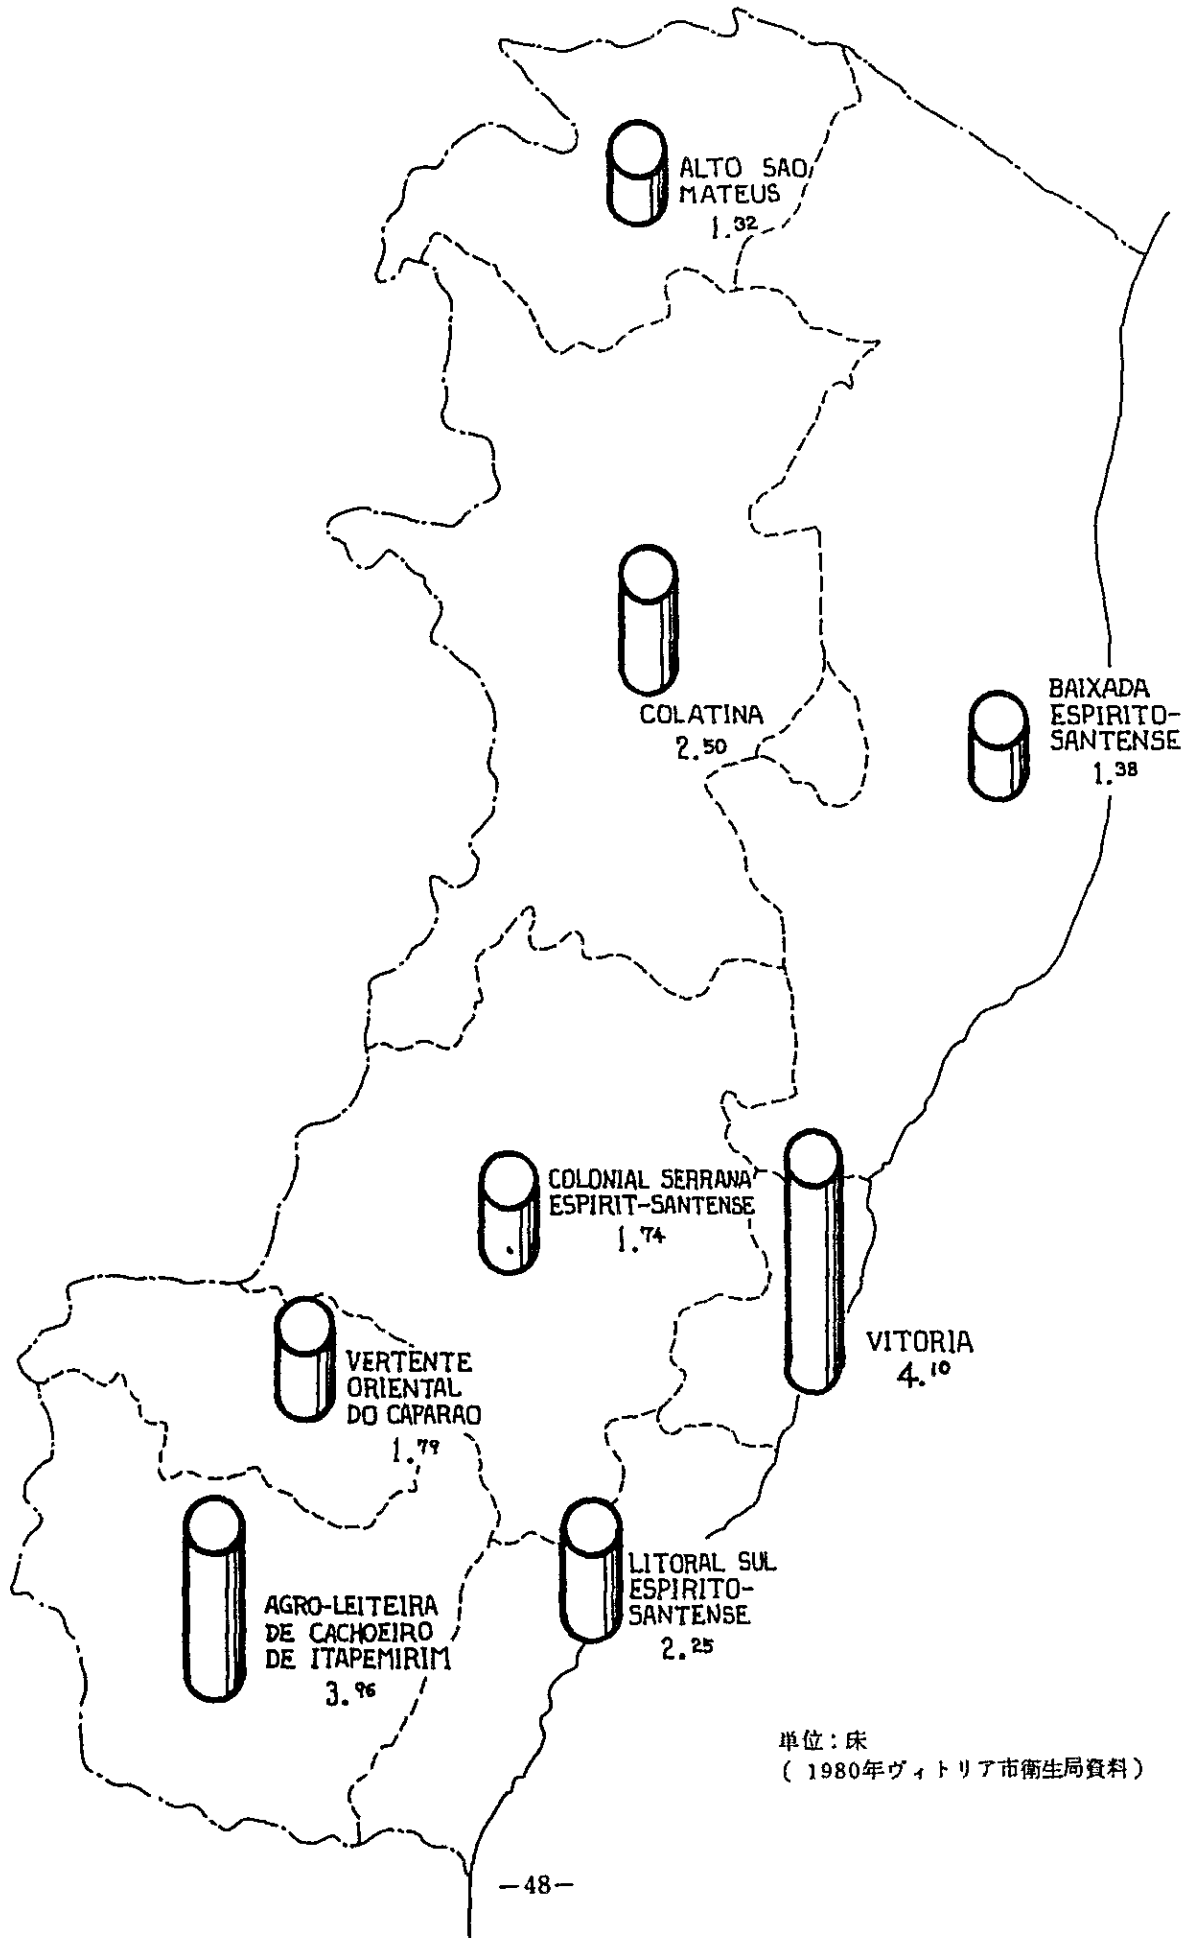 ALTO SAO
MATEUS
1.32
COLATINA
2.50
BAIXADA
ESPIRITO-
SANTENSE
1.38
COLONIAL SERRANA
ESPIRIT-SANTENSE
1.74
VITORIA
4.10
VERTENTE
ORIENTAL
DO CAPARAO
1.79
LITORAL SUL
ESPIRITO-
SANTENSE
2.25
AGRO-LEITEIRA
DE CACHOEIRO
DE ITAPEMIRIM
3.96
単位：床
( 1980年ヴィトリア市衛生局資料 )
—48—